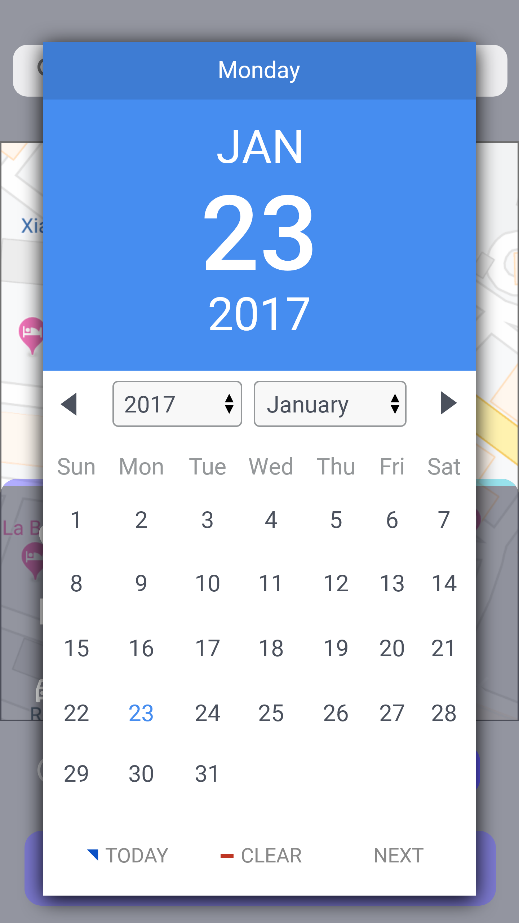 Monday
JAN
23
2017
2017 January
Sun Mon Tue Wed Thu Fri Sat
1 2 3 4 5 6 7
8 9 10 11 12 13 14
15 16 17 18 19 20 21
22 23 24 25 26 27 28
29 30 31
TODAY CLEAR NEXT
Xia
La B